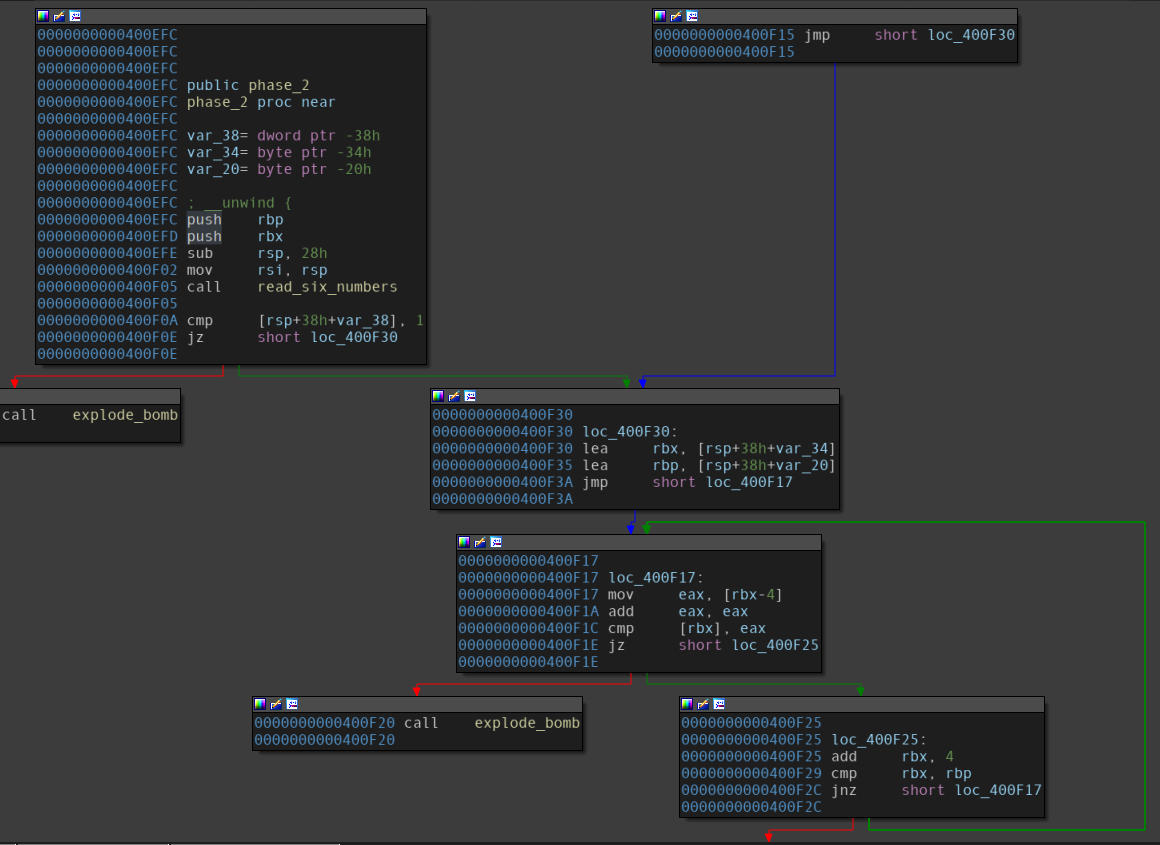 0000000000400EFC
0000000000400EFC
0000000000400EFC
0000000000400EFC public phase_2
0000000000400EFC phase_2 proc near
0000000000400EFC
0000000000400EFC var_38= dword ptr -38h
0000000000400EFC var_34= byte ptr -34h
0000000000400EFC var_20= byte ptr -20h
0000000000400EFC
0000000000400EFC ; __unwind {
0000000000400EFC push rbp
0000000000400EFD push rbx
0000000000400EFE sub rsp, 28h
0000000000400F02 mov rsi, rsp
0000000000400F05 call read_six_numbers
0000000000400F05
0000000000400F0A cmp [rsp+38h+var_38], 1
0000000000400F0E jz short loc_400F30
0000000000400F0E
0000000000400F15 jmp short loc_400F30
0000000000400F15
call explode_bomb
0000000000400F30
0000000000400F30 loc_400F30:
0000000000400F30 lea rbx, [rsp+38h+var_34]
0000000000400F35 lea rbp, [rsp+38h+var_20]
0000000000400F3A jmp short loc_400F17
0000000000400F3A
0000000000400F17
0000000000400F17 loc_400F17:
0000000000400F17 mov eax, [rbx-4]
0000000000400F1A add eax, eax
0000000000400F1C cmp [rbx], eax
0000000000400F1E jz short loc_400F25
0000000000400F1E
0000000000400F20 call explode_bomb
0000000000400F20
0000000000400F25
0000000000400F25 loc_400F25:
0000000000400F25 add rbx, 4
0000000000400F29 cmp rbx, rbp
0000000000400F2C jnz short loc_400F17
0000000000400F2C